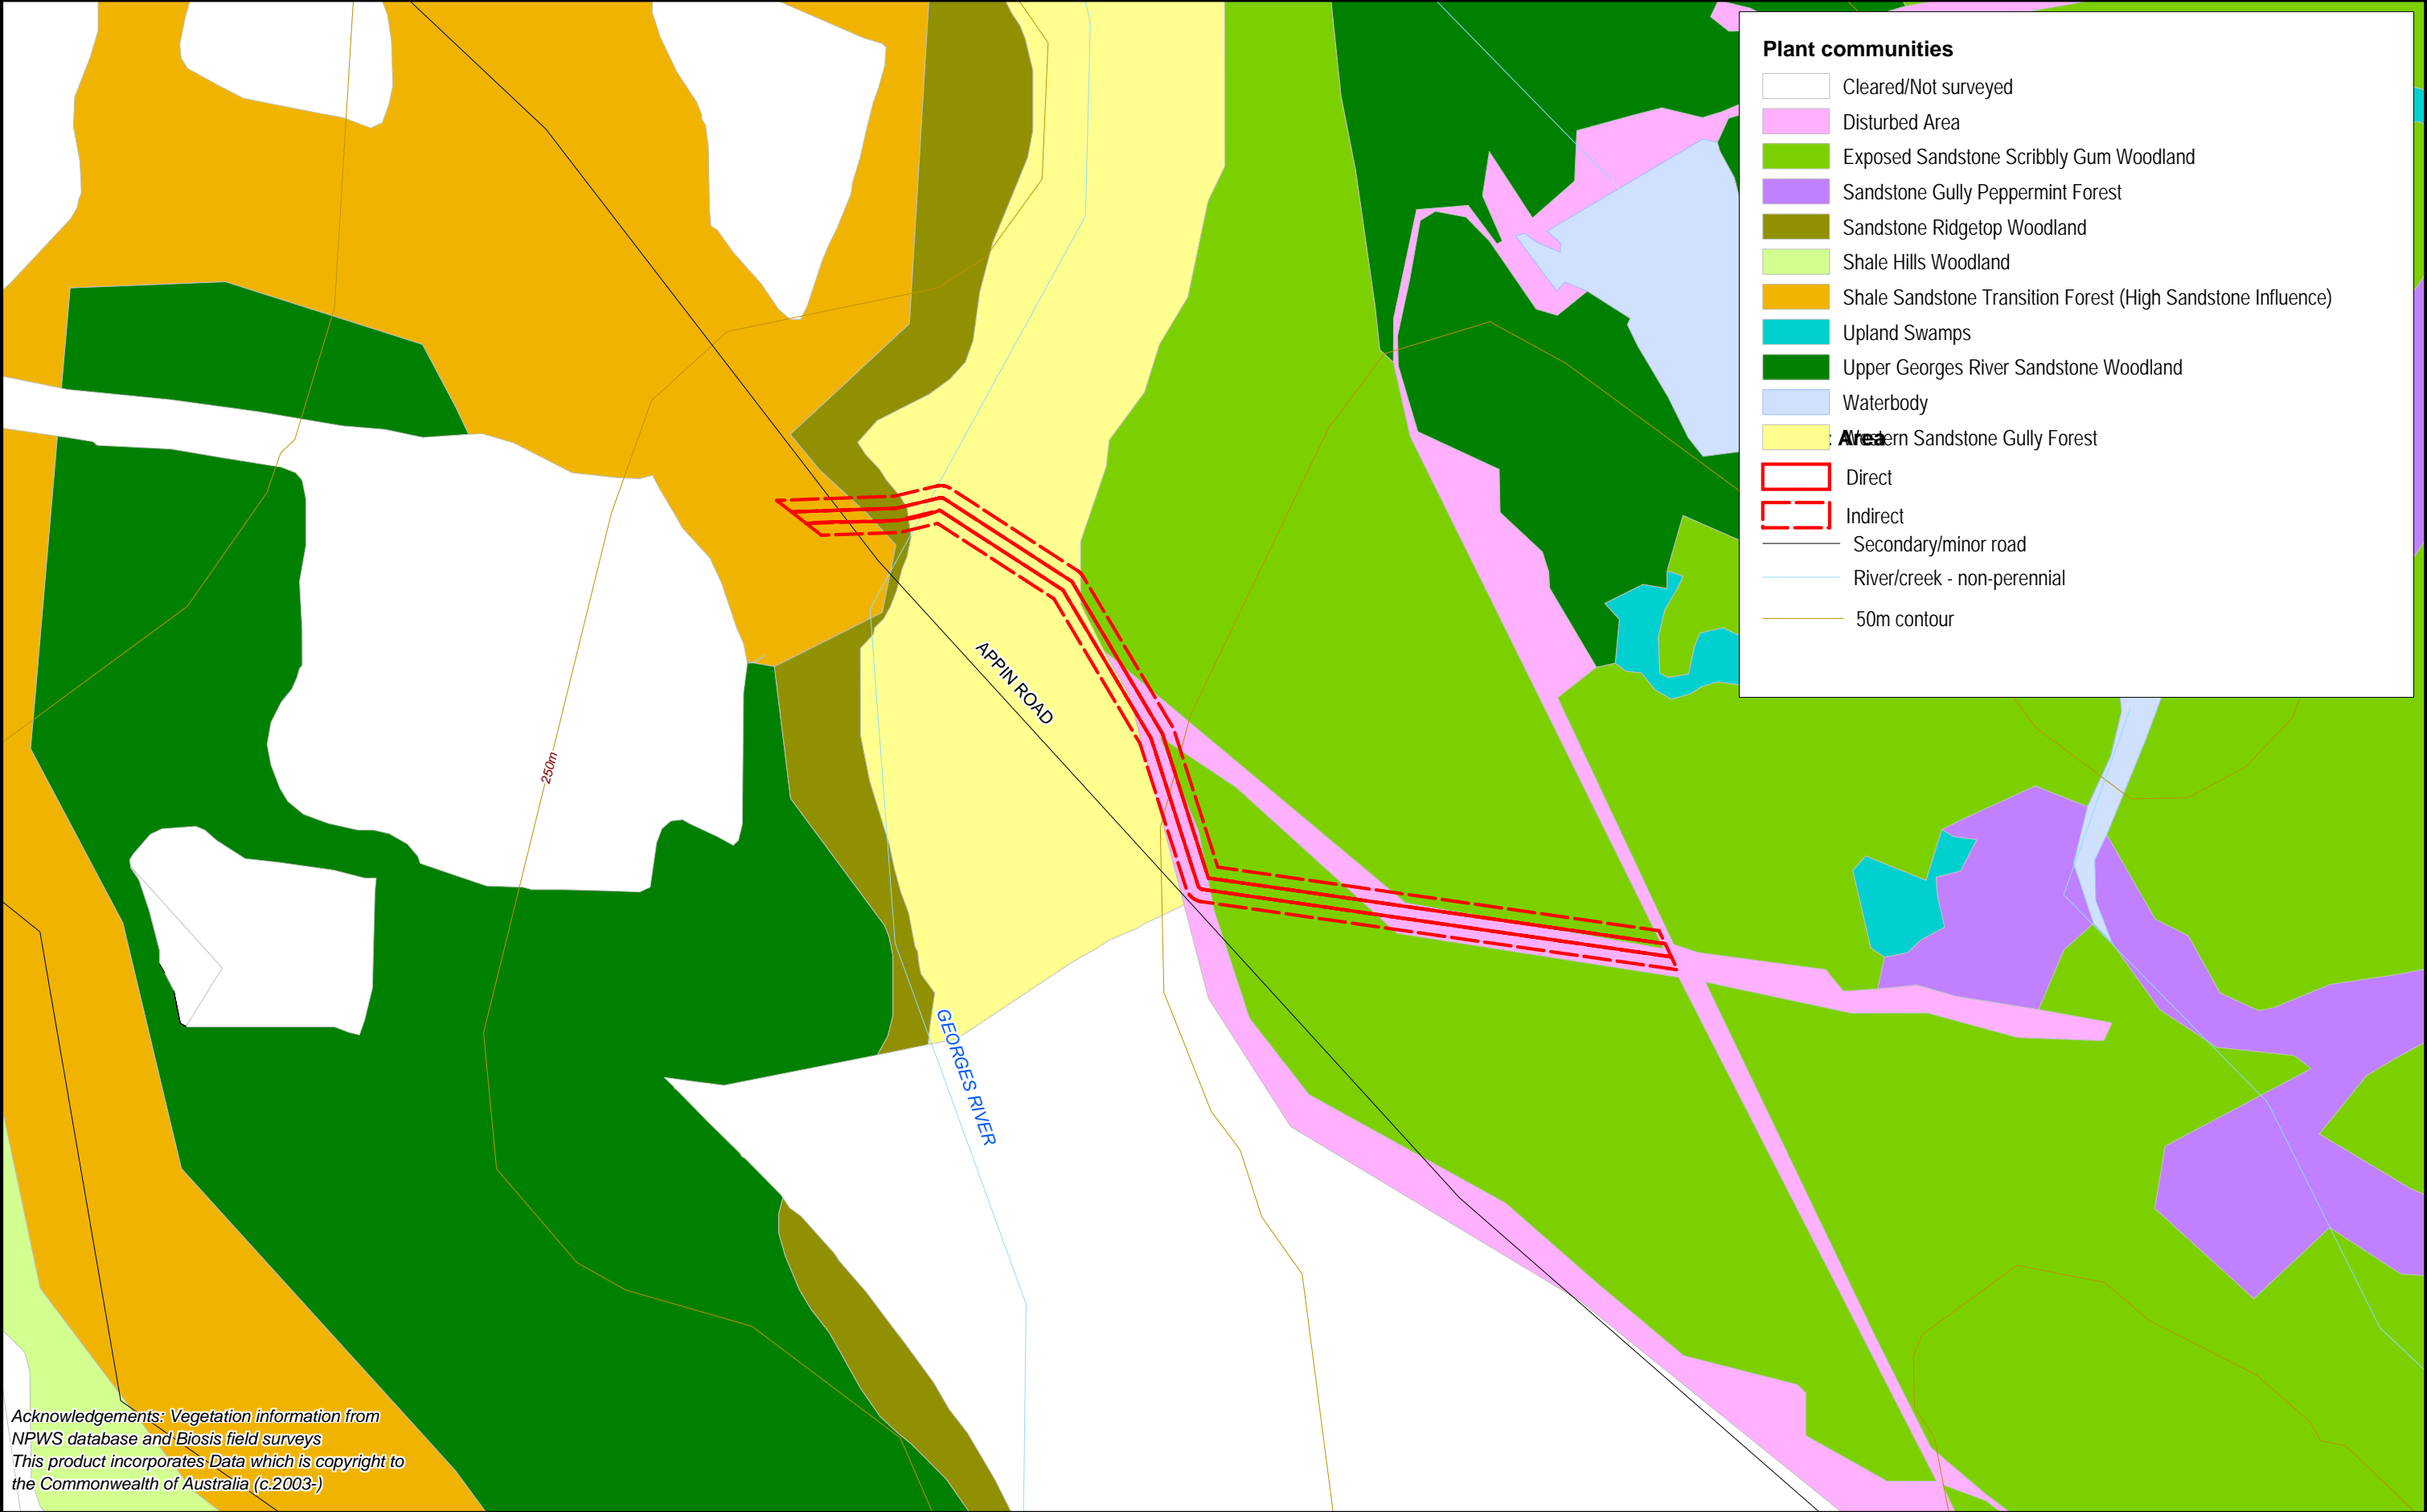 Plant communities
Cleared/Not surveyed
Disturbed Area
Exposed Sandstone Scribbly Gum Woodland
Sandstone Gully Peppermint Forest
Sandstone Ridgetop Woodland
Shale Hills Woodland
Shale Sandstone Transition Forest (High Sandstone Influence)
Upland Swamps
Upper Georges River Sandstone Woodland
Waterbody
Western Sandstone Gully Forest
Area
Direct
Indirect
Secondary/minor road
River/creek - non-perennial
50m contour
APPIN ROAD
250m
GEORGES RIVER
Acknowledgements: Vegetation information from
NPWS database and Biosis field surveys
This product incorporates Data which is copyright to
the Commonwealth of Australia (c.2003-)